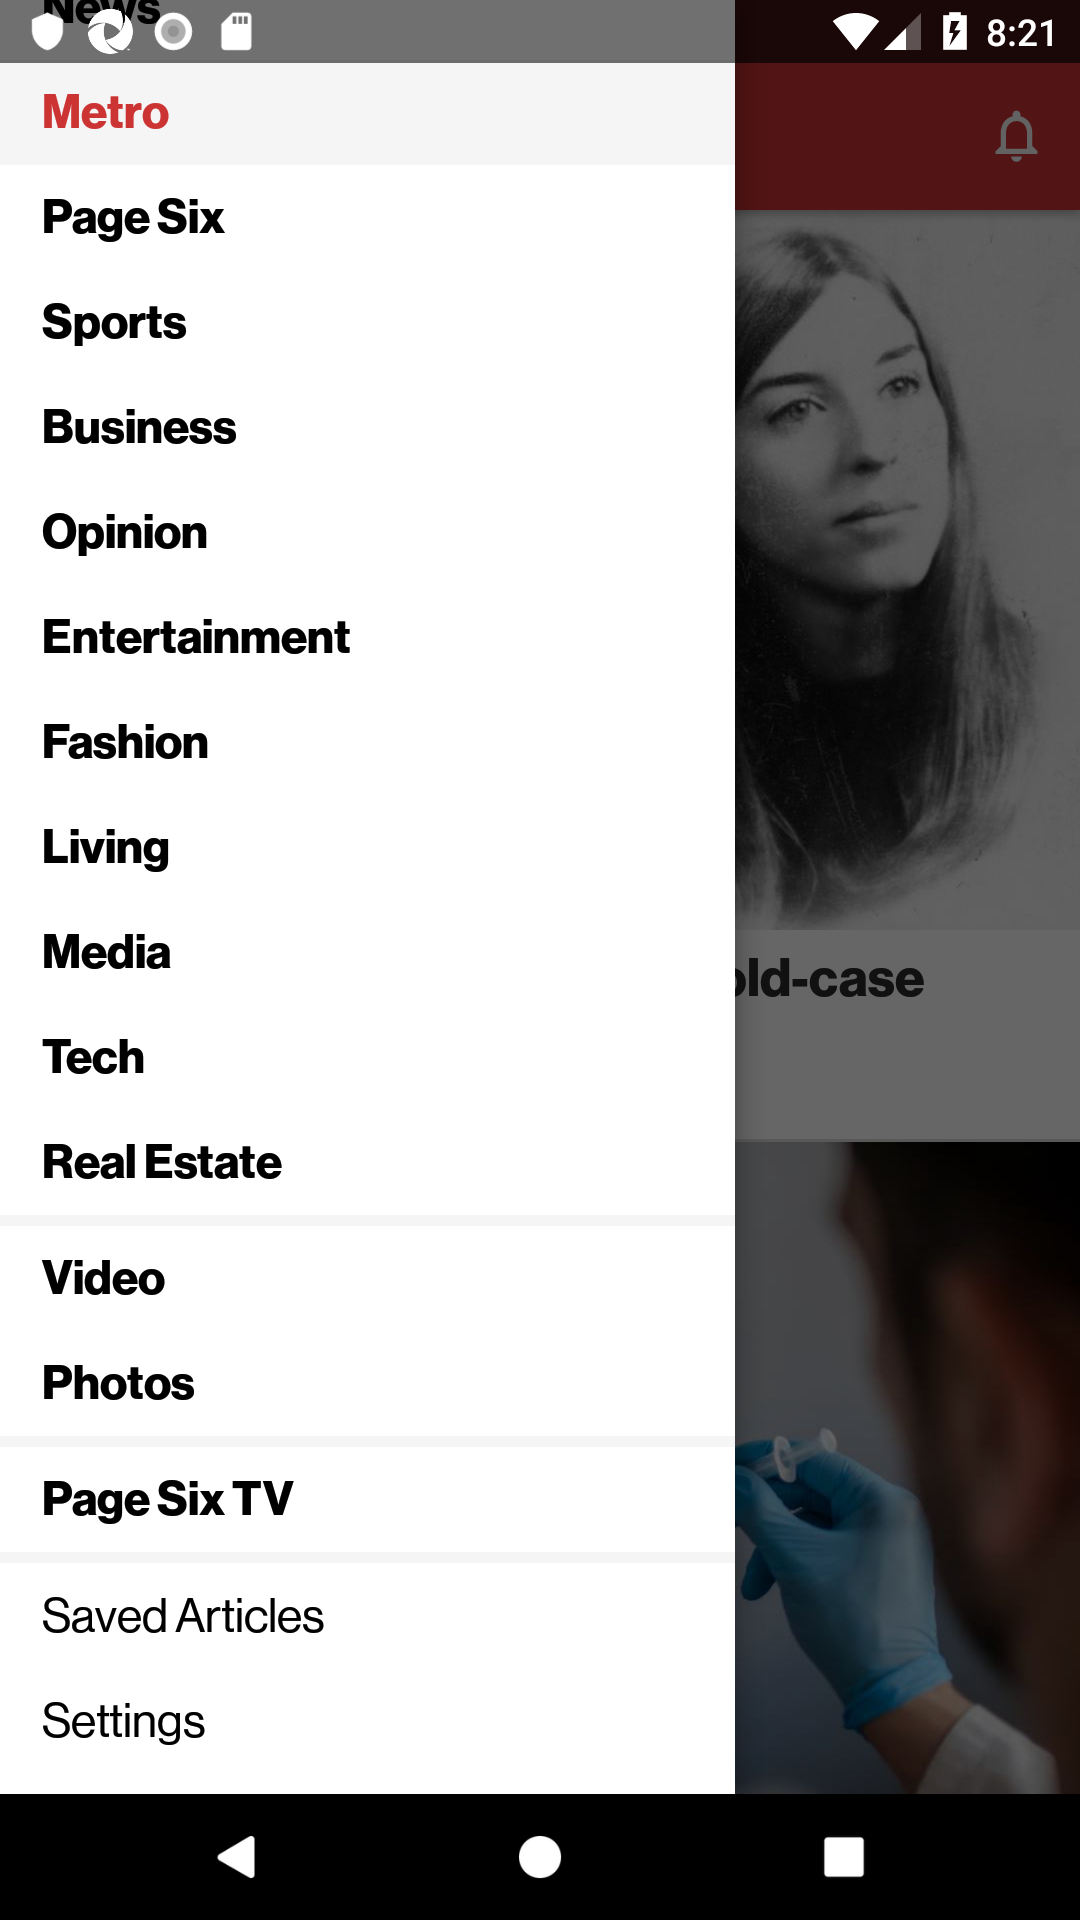 8:21
News
Metro
Page Six
Sports
Business
Opinion
Entertainment
Fashion
Living
Media
old-case
Tech
Real Estate
Video
Photos
Page Six TV
Saved Articles
Settings